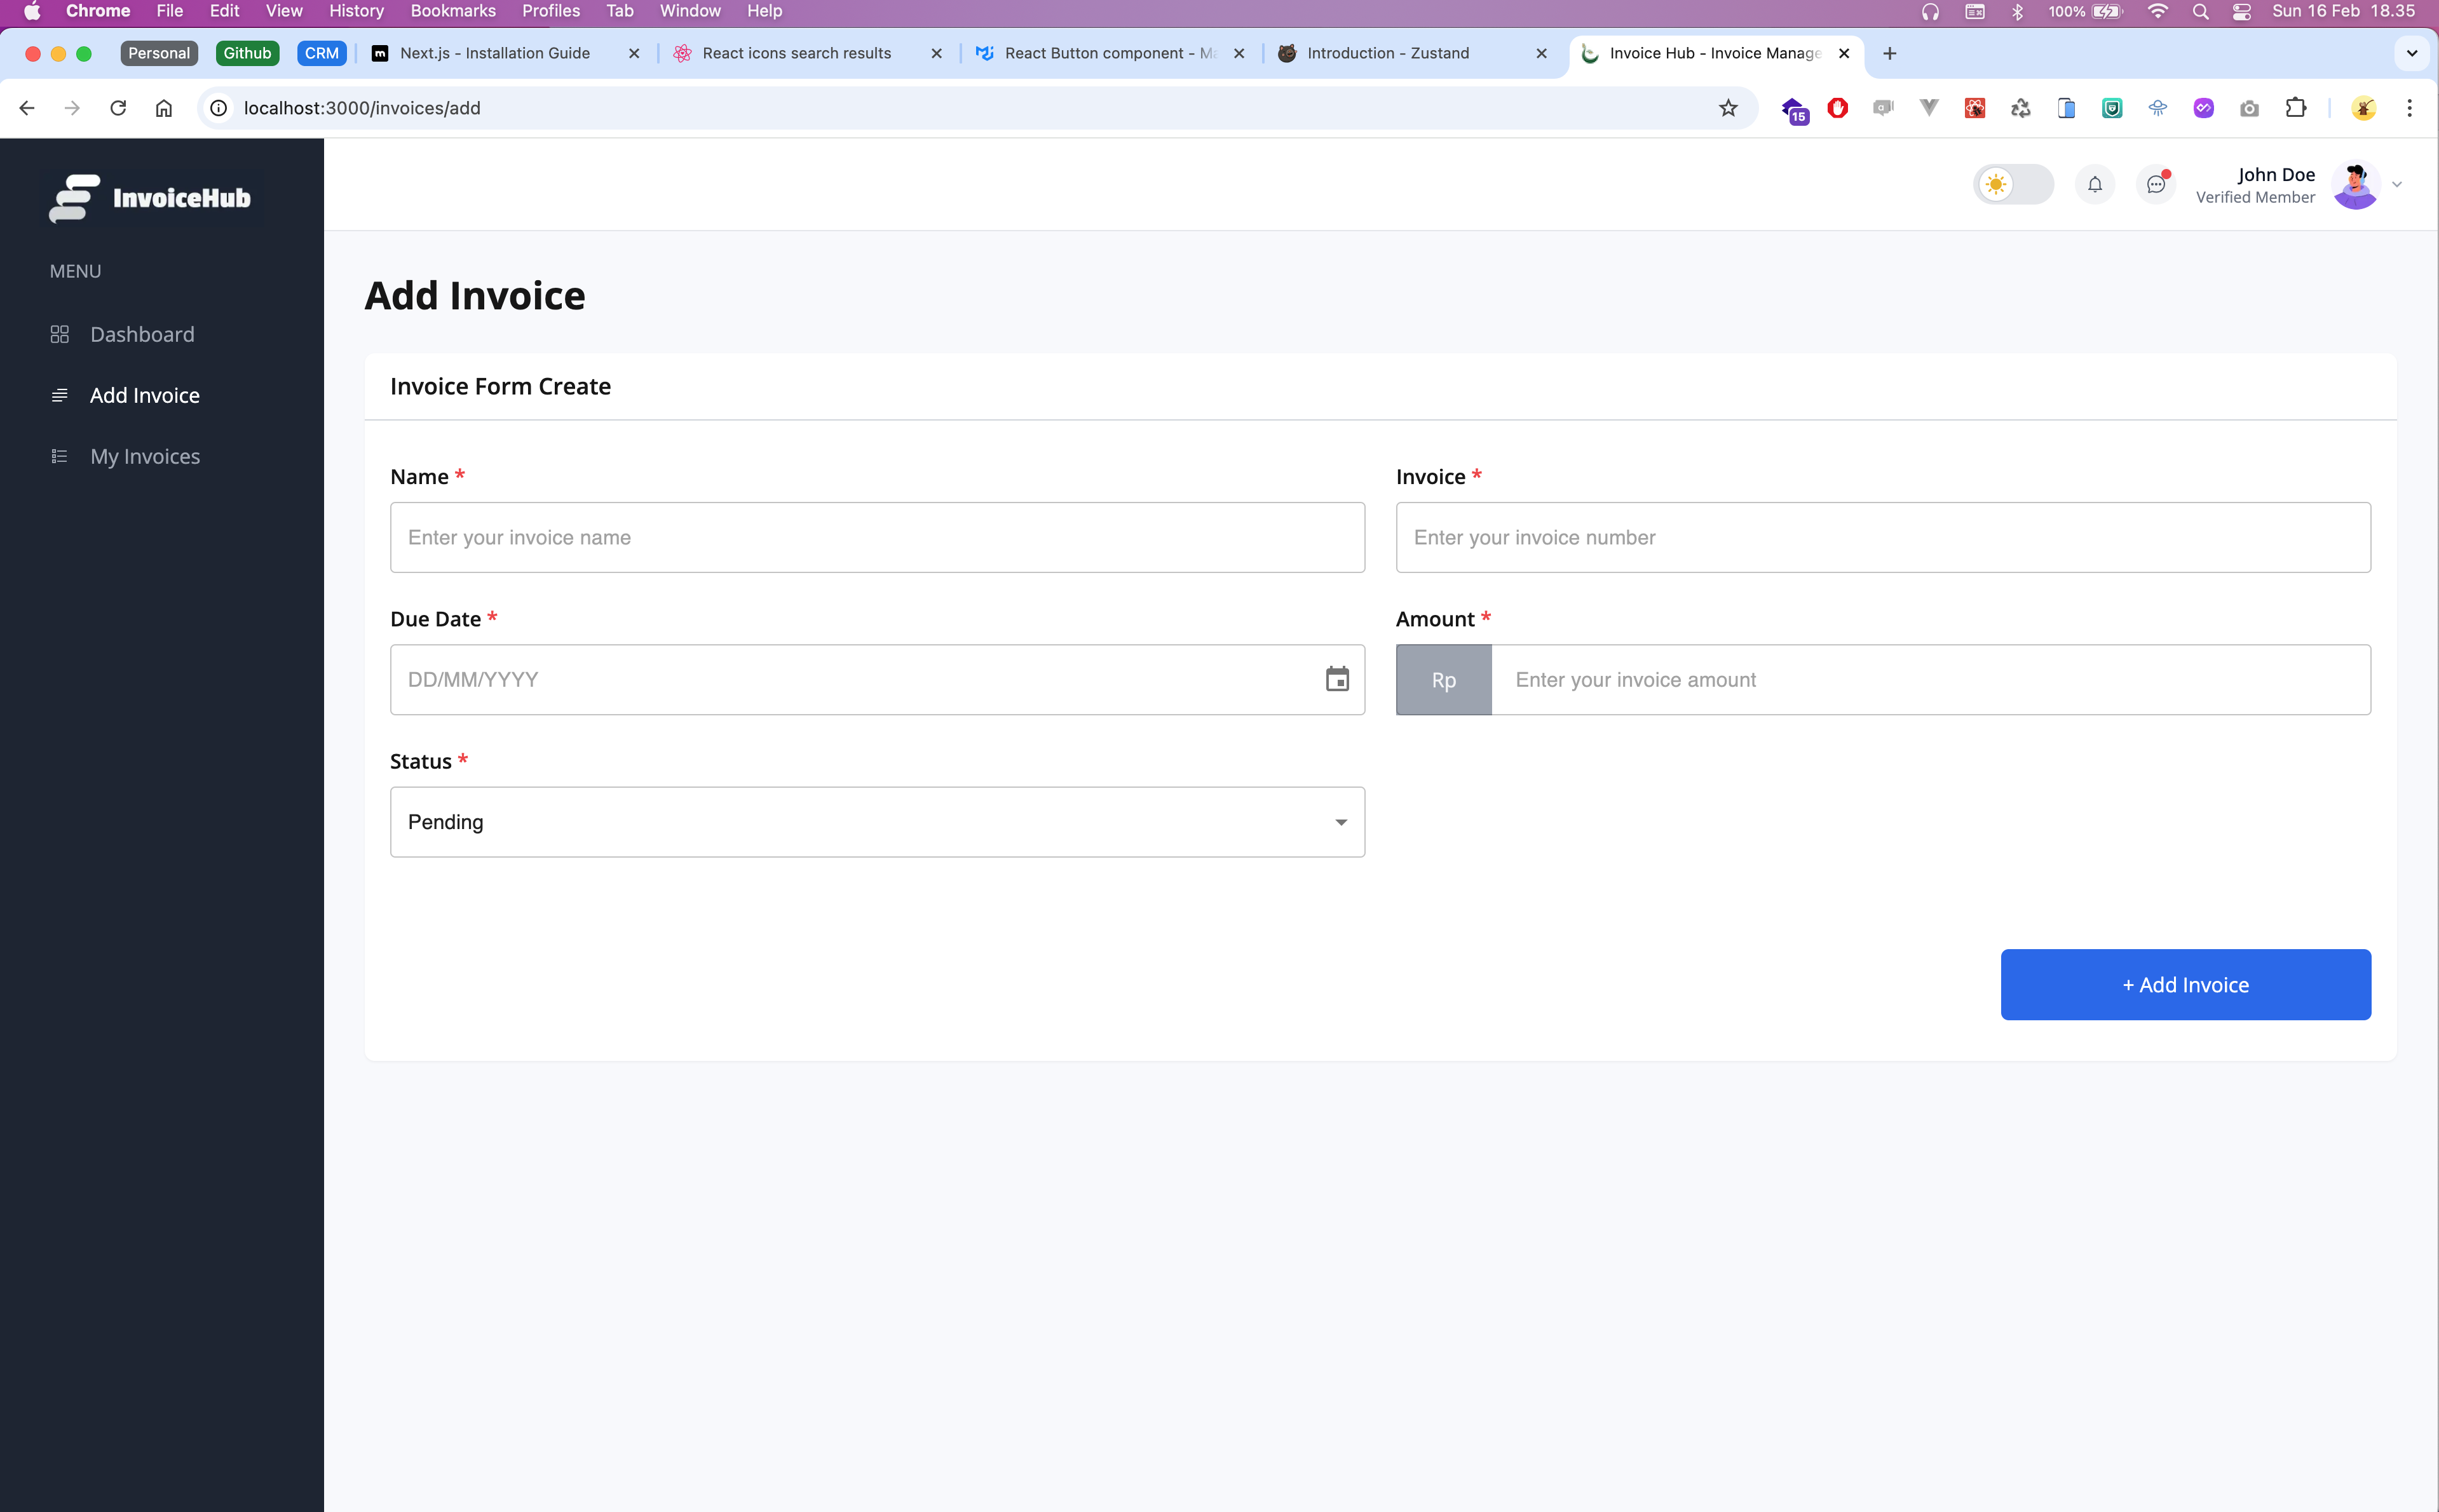 Chrome File Edit View History Bookmarks Profiles Tab Window Help 100% Sun 16 Feb 18.35
Personal Github CRM Next.js - Installation Guide React icons search results React Button component - Ma Introduction - Zustand Invoice Hub - Invoice Manage
localhost:3000/invoices/add 15
InvoiceHub
John Doe
Verified Member
MENU
Dashboard
Add Invoice
My Invoices
Add Invoice
Invoice Form Create
Name * Invoice *
Enter your invoice name Enter your invoice number
Due Date * Amount *
DD/MM/YYYY Rp Enter your invoice amount
Status *
Pending
+ Add Invoice